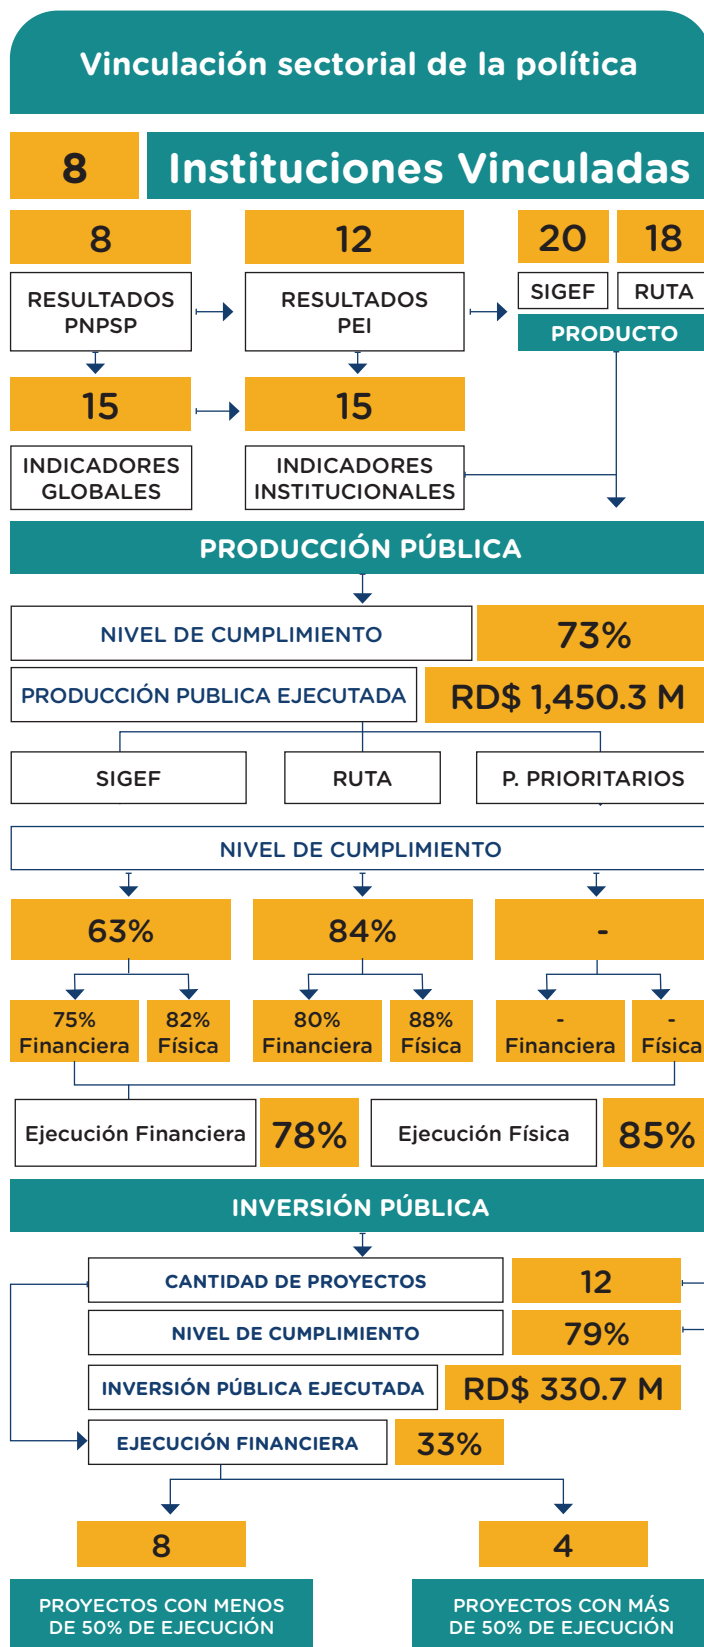 Vinculación sectorial de la política
8
Instituciones Vinculadas
8
12
20
18
RESULTADOS
PNPSP
RESULTADOS
PEI
SIGEF
RUTA
PRODUCTO
15
15
INDICADORES
GLOBALES
INDICADORES
INSTITUCIONALES
PRODUCCIÓN PÚBLICA
NIVEL DE CUMPLIMIENTO
73%
PRODUCCIÓN PUBLICA EJECUTADA
RD$ 1,450.3 M
SIGEF
RUTA
P. PRIORITARIOS
NIVEL DE CUMPLIMIENTO
63%
84%
-
75%
Financiera
82%
Física
80%
Financiera
88%
Física
-
Financiera
-
Física
Ejecución Financiera
78%
Ejecución Física
85%
INVERSIÓN PÚBLICA
CANTIDAD DE PROYECTOS
12
NIVEL DE CUMPLIMIENTO
79%
INVERSIÓN PÚBLICA EJECUTADA
RD$ 330.7 M
EJECUCIÓN FINANCIERA
33%
8
4
PROYECTOS CON MENOS
DE 50% DE EJECUCIÓN
PROYECTOS CON MÁS
DE 50% DE EJECUCIÓN